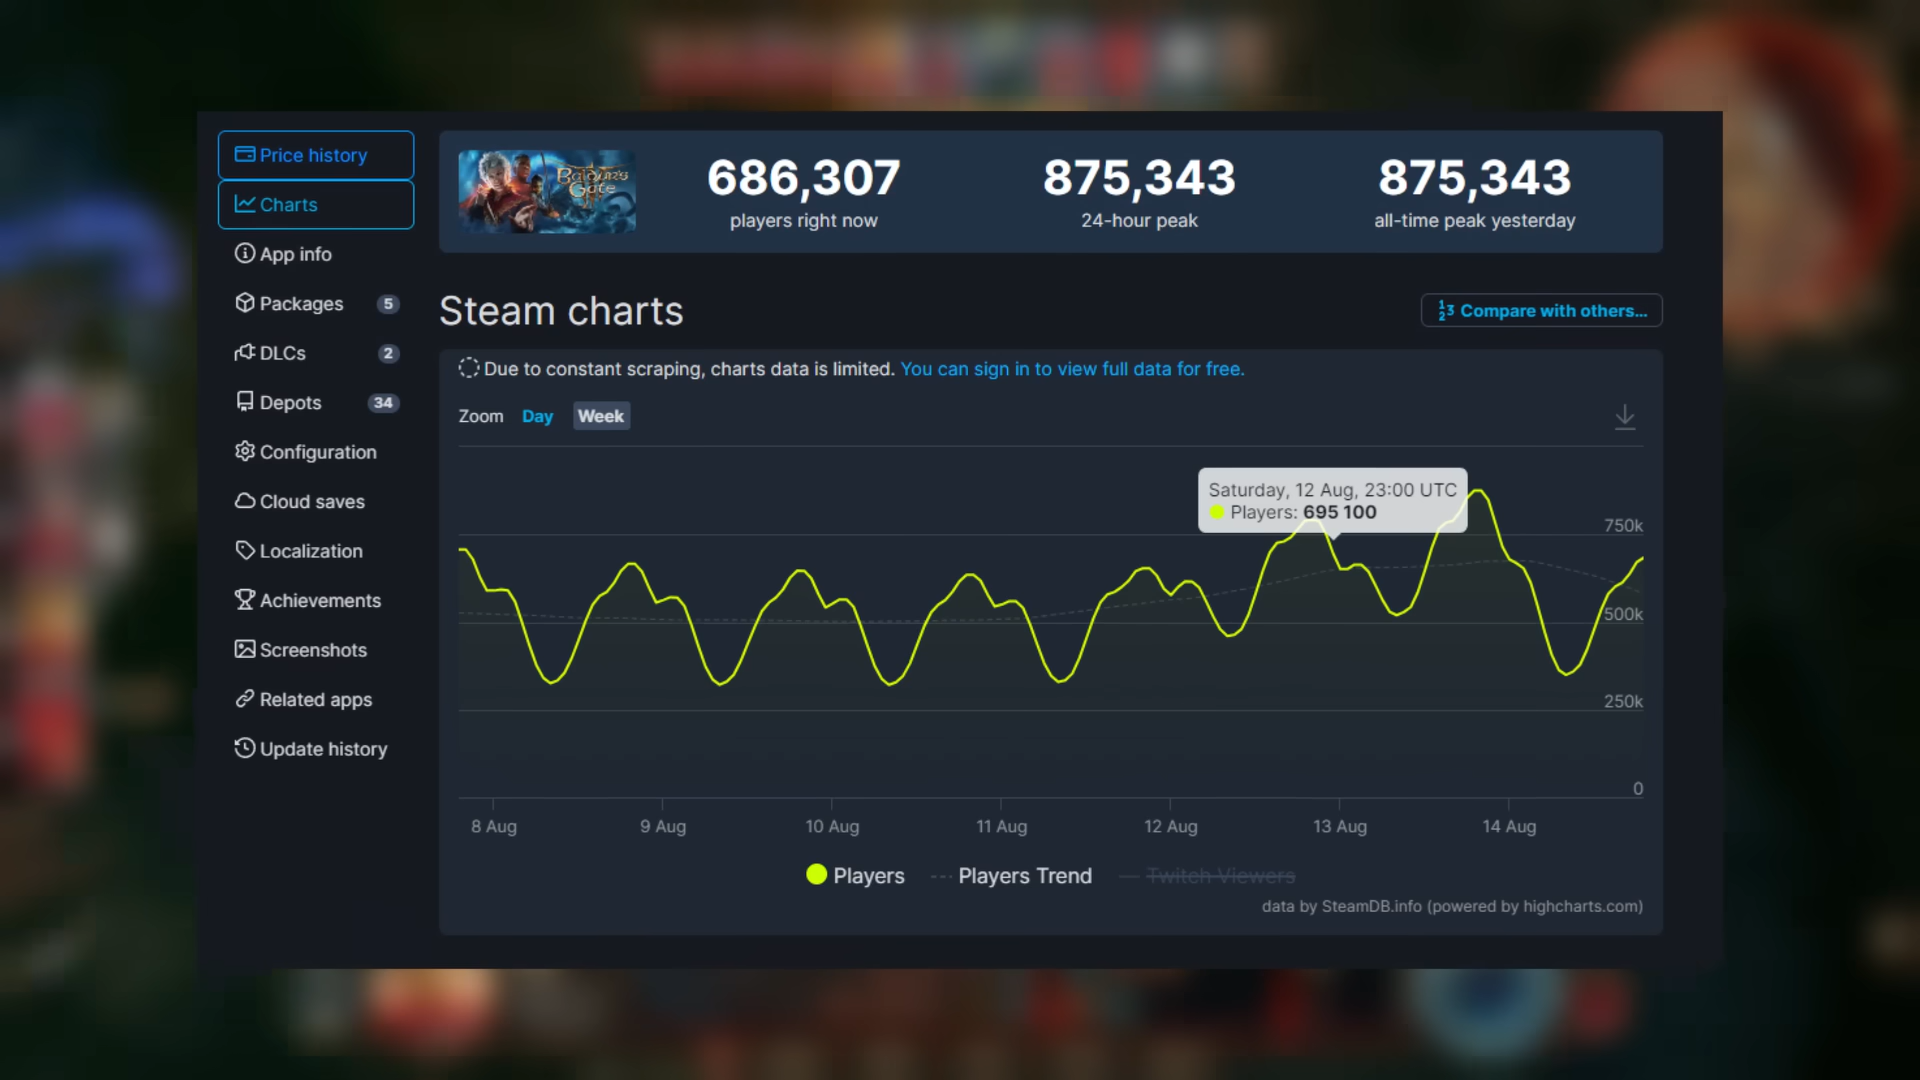 Price history
Charts
App info
Packages 5
DLCs 2
Depots 34
Configuration
Cloud saves
Localization
Achievements
Screenshots
Related apps
Update history
Baldur's
Gate
686,307
players right now
875,343
24-hour peak
875,343
all-time peak yesterday
Steam charts
Compare with others...
Due to constant scraping, charts data is limited. You can sign in to view full data for free.
Zoom Day Week
Saturday, 12 Aug, 23:00 UTC
Players: 695 100
750k
500k
250k
0
8 Aug 9 Aug 10 Aug 11 Aug 12 Aug 13 Aug 14 Aug
Players Players Trend Twitch Viewers
data by SteamDB.info (powered by highcharts.com)